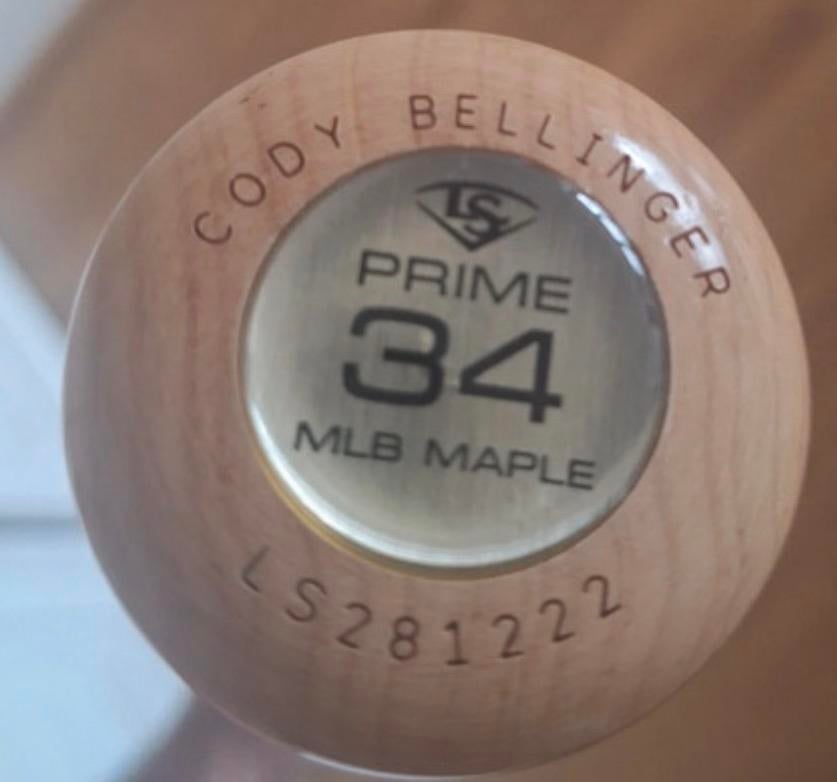 CODY BELLINGER
LS
PRIME
34
MLB MAPLE
LS281222